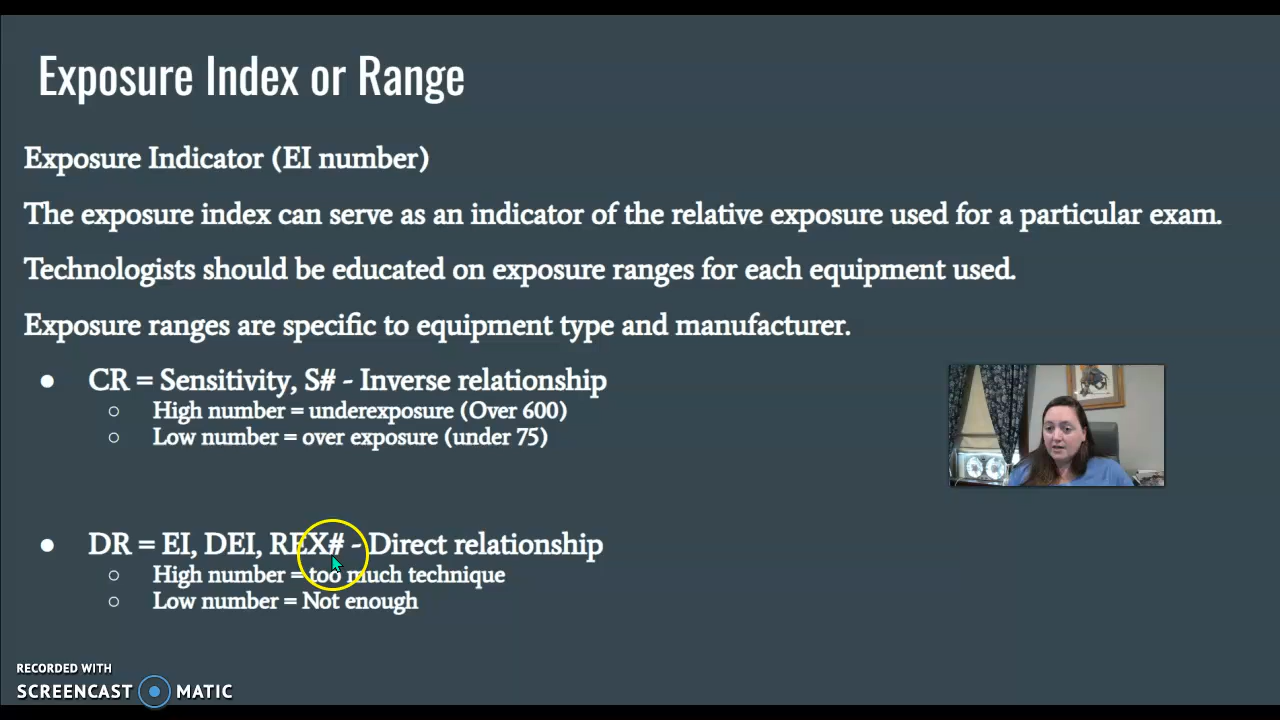 Exposure Index or Range
Exposure Indicator (EI number)
The exposure index can serve as an indicator of the relative exposure used for a particular exam.
Technologists should be educated on exposure ranges for each equipment used.
Exposure ranges are specific to equipment type and manufacturer.
● CR = Sensitivity, S# - Inverse relationship
○ High number = underexposure (Over 600)
○ Low number = over exposure (under 75)
● DR = EI, DEI, REX# - Direct relationship
○ High number = too much technique
○ Low number = Not enough
RECORDED WITH
SCREENCAST MATIC